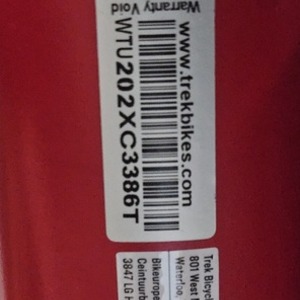 www.trekbikes.com
WTU202XC3386T
Warranty Void
Trek Bicycl
801 West
Waterloo,
Bikeurope
Ceintuurb
3847 LG H